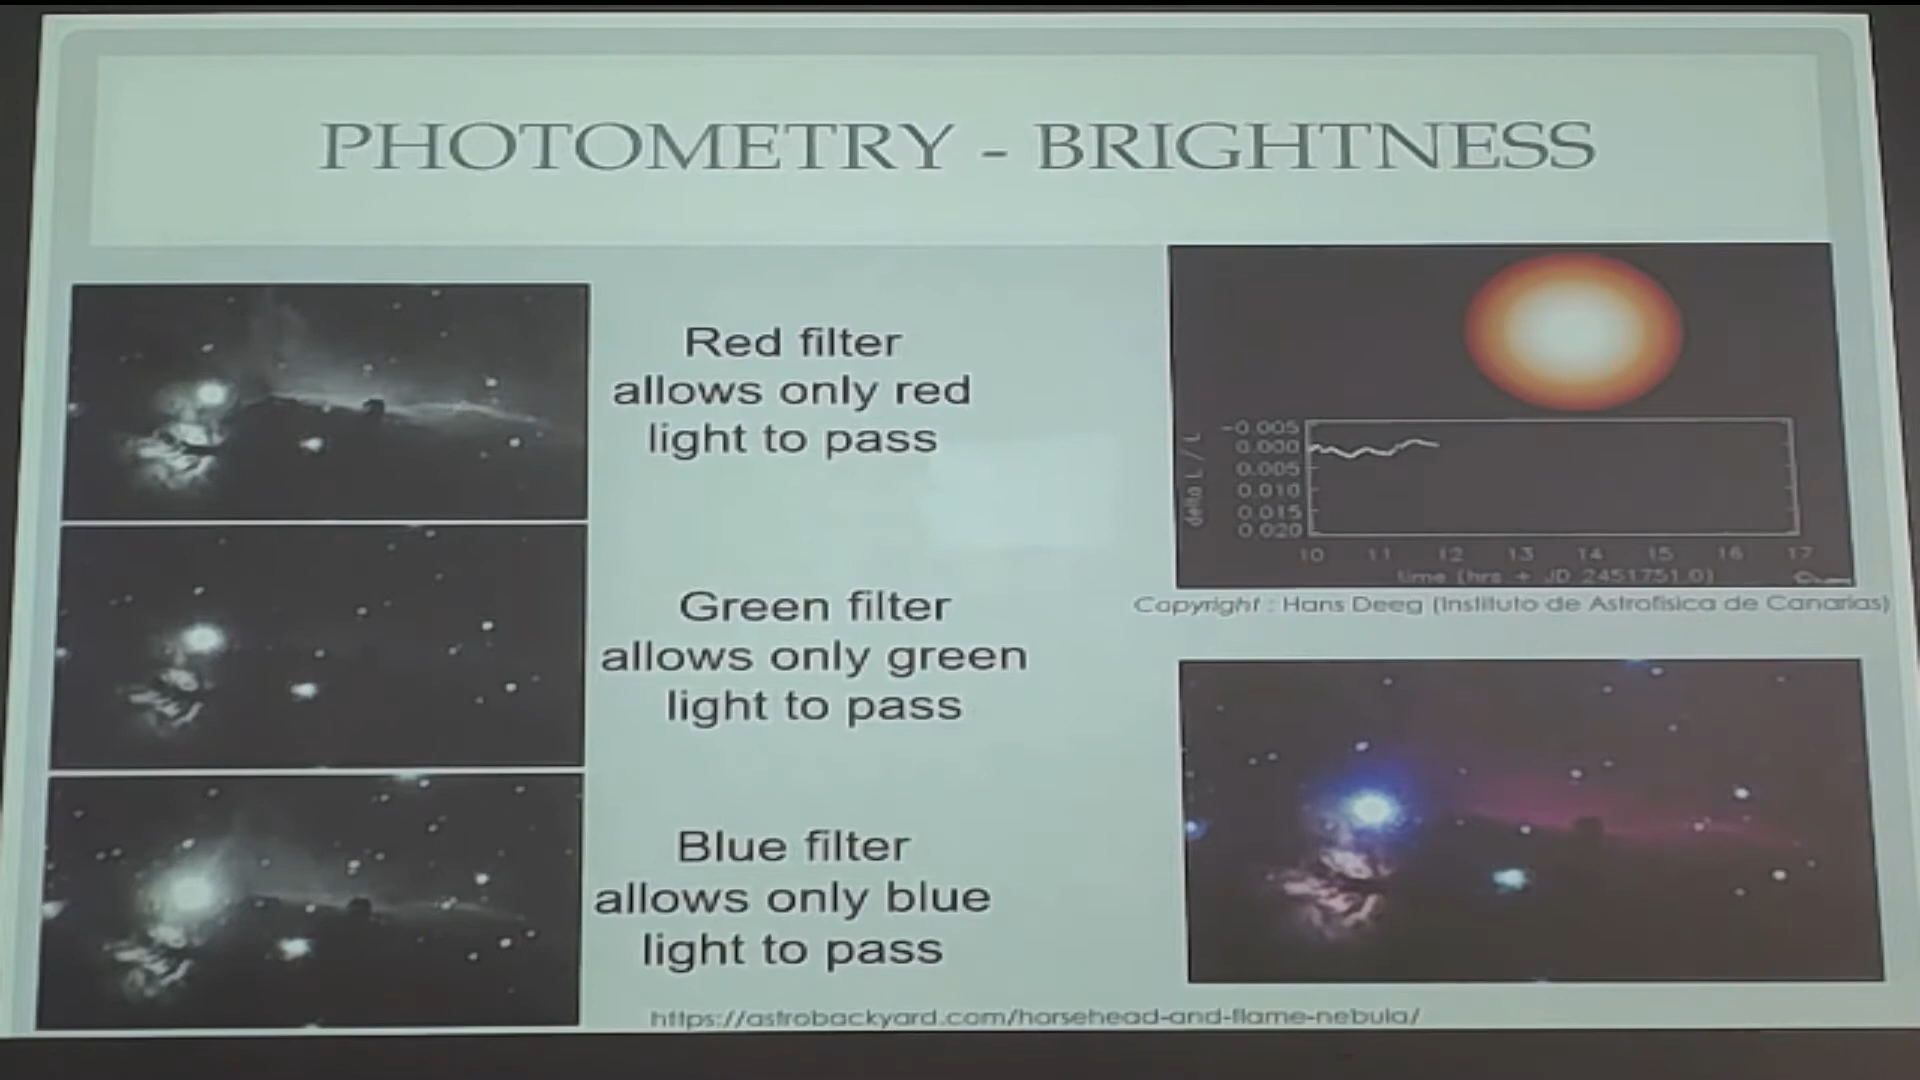 PHOTOMETRY - BRIGHTNESS
Red filter
allows only red
light to pass
Green filter
allows only green
light to pass
Blue filter
allows only blue
light to pass
https://astrobackyard.com/horsehead-and-flame-nebula/
delta L / L
-0.005
0.000
0.005
0.010
0.015
0.020
10 11 12 13 14 15 16 17
time (hrs + JD 2451751.0)
Copyright : Hans Deeg (Instituto de Astrofisica de Canarias)